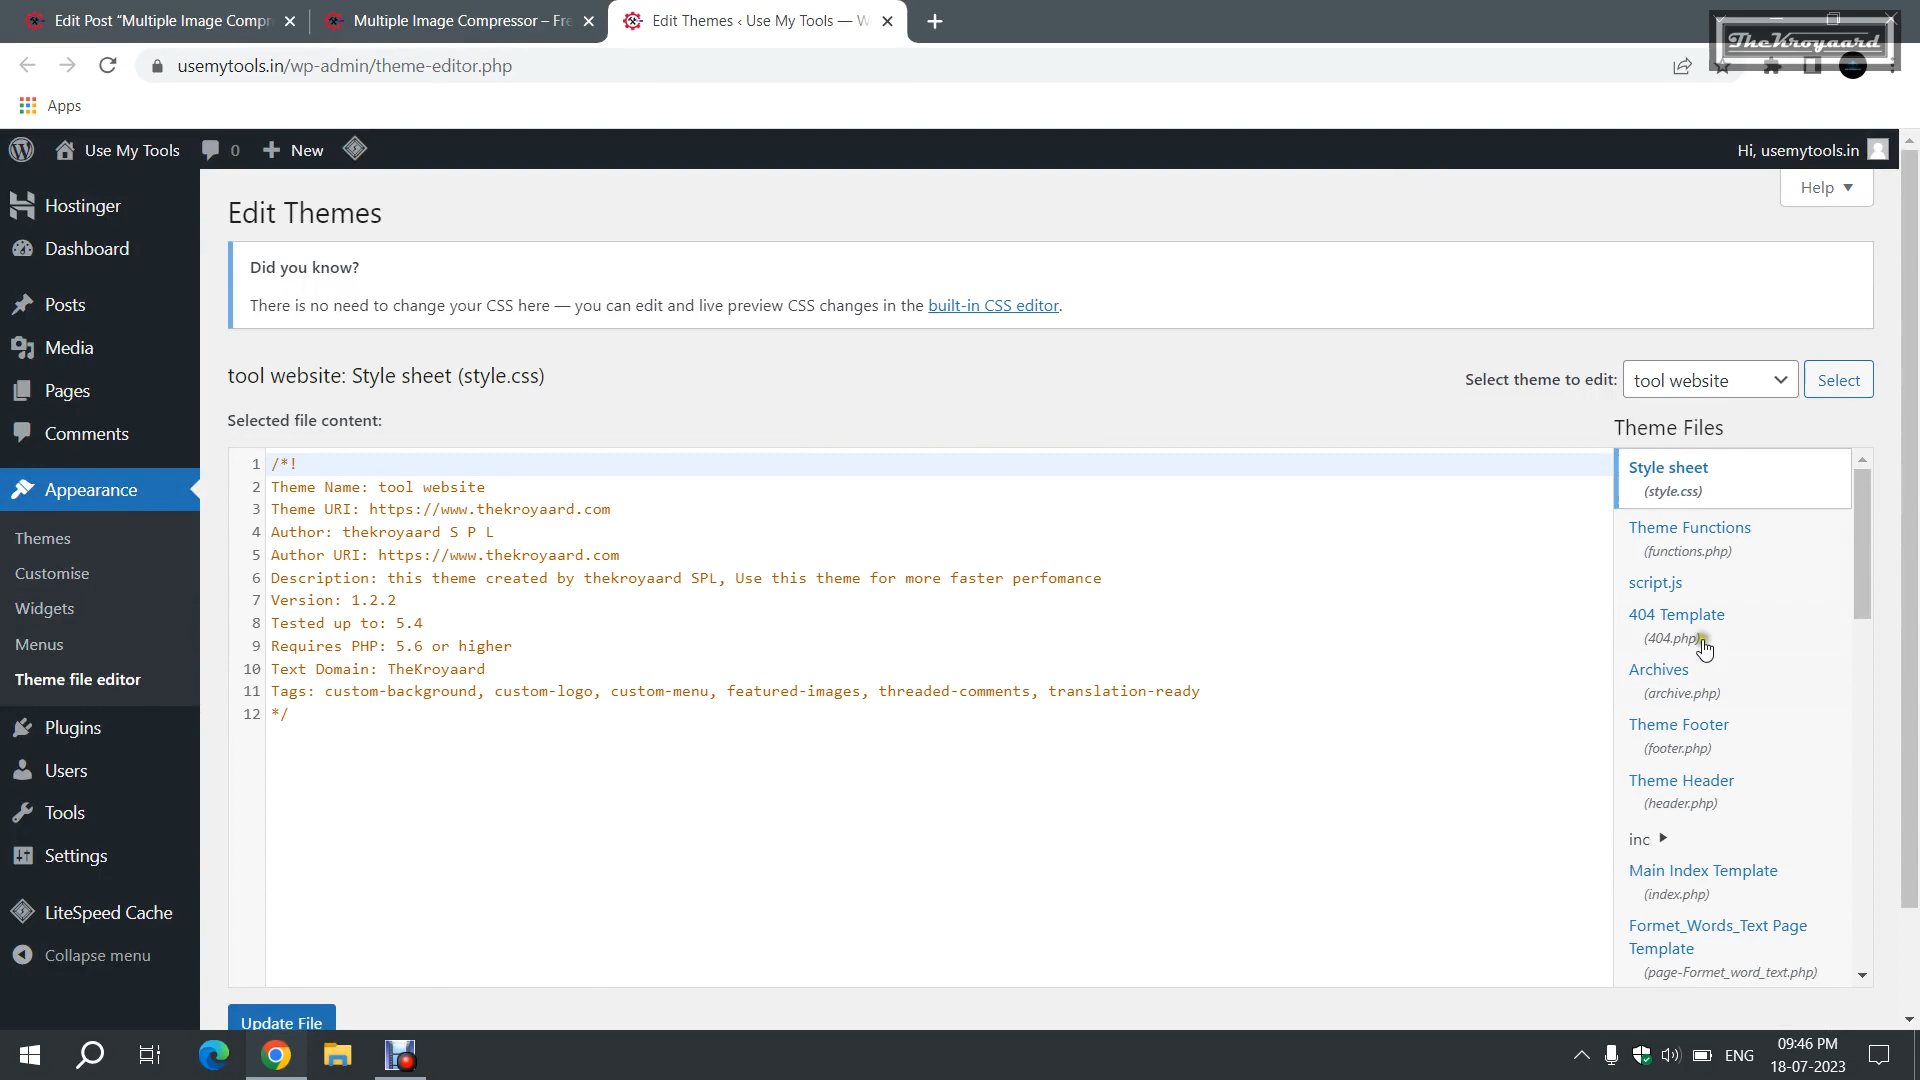 Edit Post “Multiple Image Compr
Multiple Image Compressor – Fre
Edit Themes ‹ Use My Tools — W
TheKroyaard
usemytools.in/wp-admin/theme-editor.php
Apps
Use My Tools
0
New
Hi, usemytools.in
Help
Hostinger
Dashboard
Posts
Media
Pages
Comments
Appearance
Themes
Customise
Widgets
Menus
Theme file editor
Plugins
Users
Tools
Settings
LiteSpeed Cache
Collapse menu
Edit Themes
Did you know?
There is no need to change your CSS here — you can edit and live preview CSS changes in the built-in CSS editor.
tool website: Style sheet (style.css)
Select theme to edit: tool website Select
Selected file content:
1 /*!
2 Theme Name: tool website
3 Theme URI: https://www.thekroyaard.com
4 Author: thekroyaard S P L
5 Author URI: https://www.thekroyaard.com
6 Description: this theme created by thekroyaard SPL, Use this theme for more faster perfomance
7 Version: 1.2.2
8 Tested up to: 5.4
9 Requires PHP: 5.6 or higher
10 Text Domain: TheKroyaard
11 Tags: custom-background, custom-logo, custom-menu, featured-images, threaded-comments, translation-ready
12 */
Theme Files
Style sheet
(style.css)
Theme Functions
(functions.php)
script.js
404 Template
(404.php)
Archives
(archive.php)
Theme Footer
(footer.php)
Theme Header
(header.php)
inc
Main Index Template
(index.php)
Formet_Words_Text Page
Template
(page-Formet_word_text.php)
Update File
ENG
09:46 PM
18-07-2023